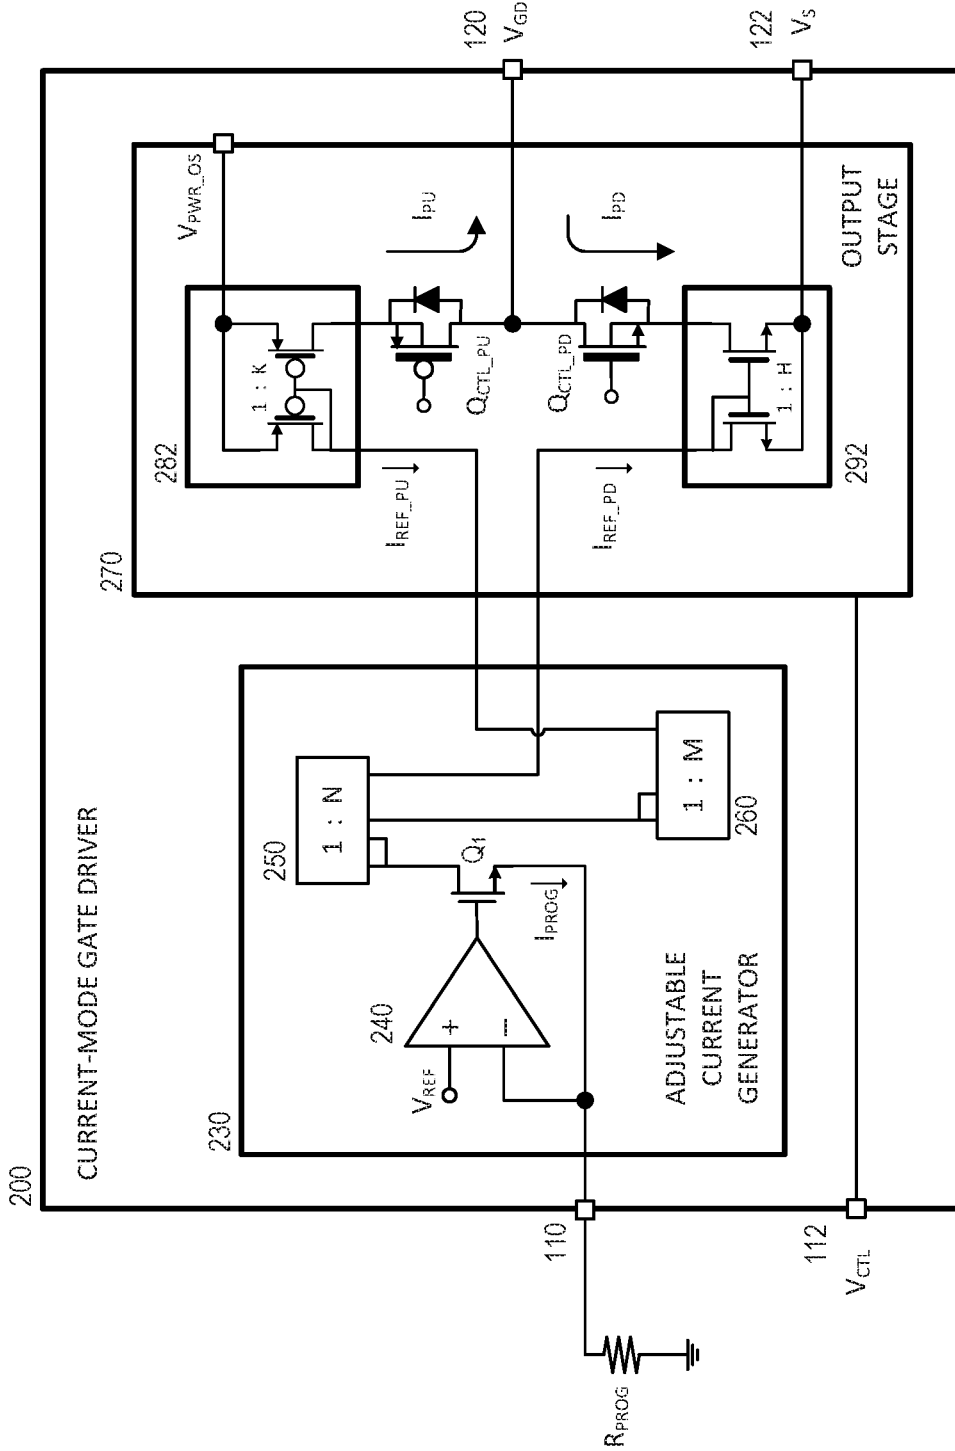 200
CURRENT-MODE GATE DRIVER
270
282
1 : K
V_PWR_OS
I_REF_PU
Q_CTL_PU
I_PU
120
V_GD
230
250
1 : N
240
V_REF
+
−
Q1
I_PROG
260
1 : M
ADJUSTABLE
CURRENT
GENERATOR
I_REF_PD
Q_CTL_PD
I_PD
292
1 : H
OUTPUT
STAGE
122
V_S
110
R_PROG
112
V_CTL